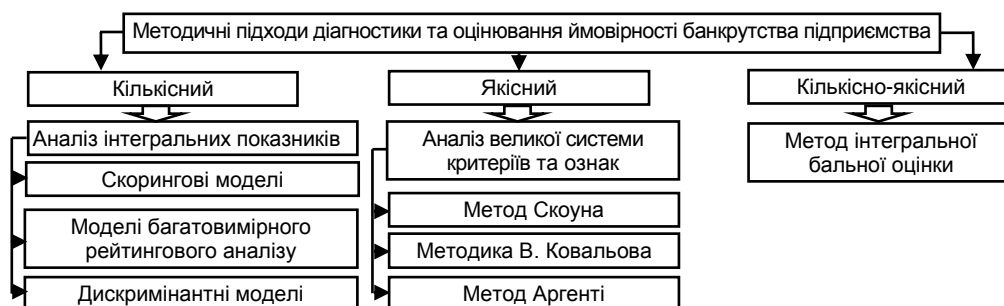 Методичні підходи діагностики та оцінювання ймовірності банкрутства підприємства
Кількісний
Якісний
Кількісно-якісний
Аналіз інтегральних показників
Скорингові моделі
Моделі багатовимірного
рейтингового аналізу
Дискримінантні моделі
Аналіз великої системи
критеріїв та ознак
Метод Скоуна
Методика В. Ковальова
Метод Аргенті
Метод інтегральної
бальної оцінки